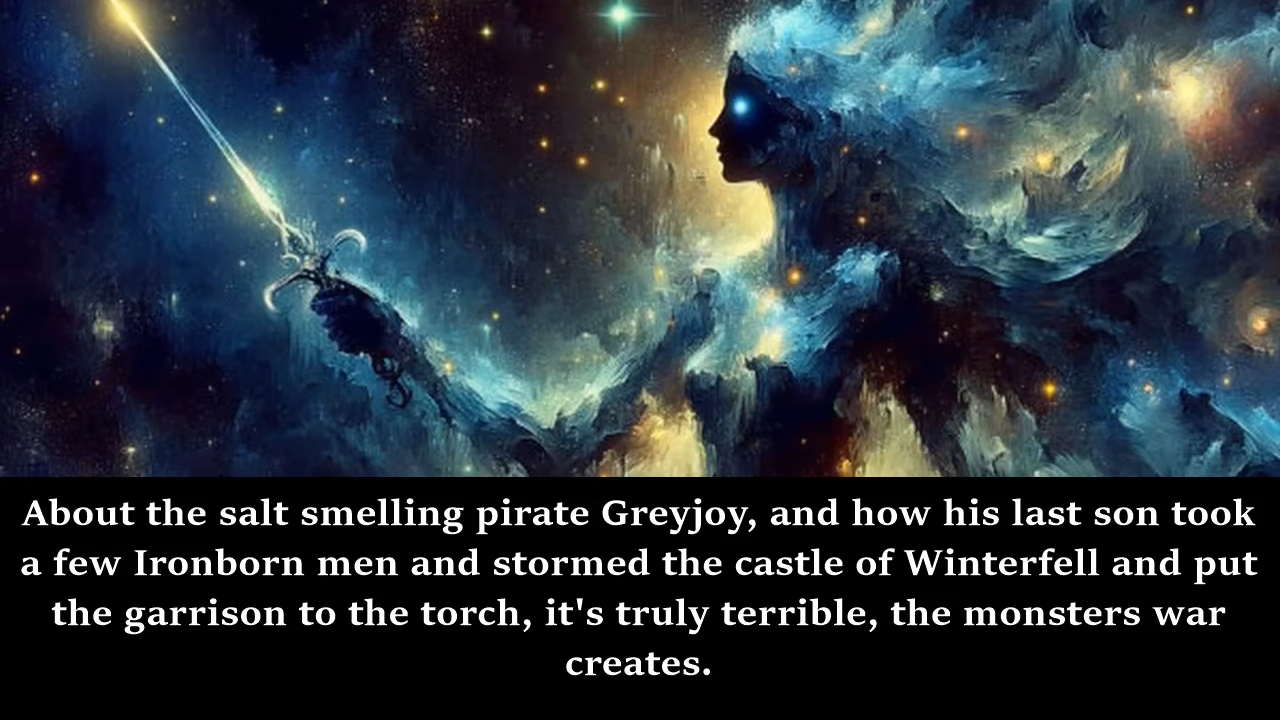 About the salt smelling pirate Greyjoy, and how his last son took
a few Ironborn men and stormed the castle of Winterfell and put
the garrison to the torch, it's truly terrible, the monsters war
creates.